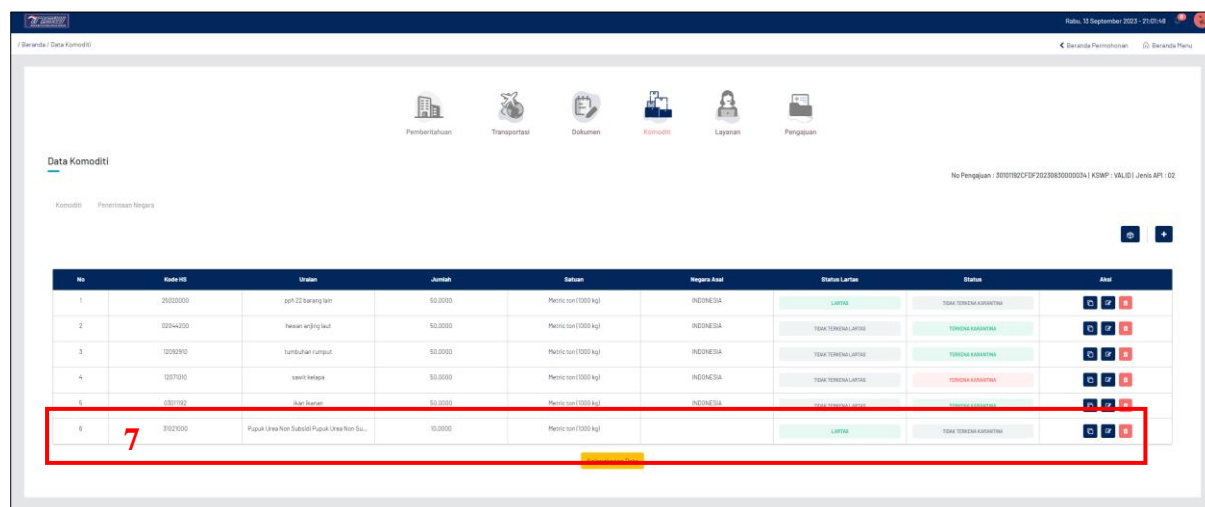 Rabu, 13 September 2023 - 21:01:48
/ Beranda / Data Komoditi
Beranda Permohonan Beranda Menu
Pemberitahuan Transportasi Dokumen Komoditi Layanan Pengajuan
Data Komoditi
No Pengajuan : 30101192CFDF20230830000034 | KSWP : VALID | Jenis API : 02
Komoditi Penerimaan Negara
No Kode HS Uraian Jumlah Satuan Negara Asal Status Lartas Status Aksi
1 25020000 pph 22 barang lain 50.0000 Metric ton (1000 kg) INDONESIA LARTAS TIDAK TERKENA KARANTINA
2 02044200 hewan anjing laut 50.0000 Metric ton (1000 kg) INDONESIA TIDAK TERKENA LARTAS TERKENA KARANTINA
3 12092910 tumbuhan rumput 50.0000 Metric ton (1000 kg) INDONESIA TIDAK TERKENA LARTAS TERKENA KARANTINA
4 12071010 sawit kelapa 50.0000 Metric ton (1000 kg) INDONESIA TIDAK TERKENA LARTAS TERKENA KARANTINA
5 03011192 ikan ikanan 50.0000 Metric ton (1000 kg) INDONESIA TIDAK TERKENA LARTAS TERKENA KARANTINA
6 31021000 Pupuk Urea Non Subsidi Pupuk Urea Non Su... 10.0000 Metric ton (1000 kg) LARTAS TIDAK TERKENA KARANTINA
7